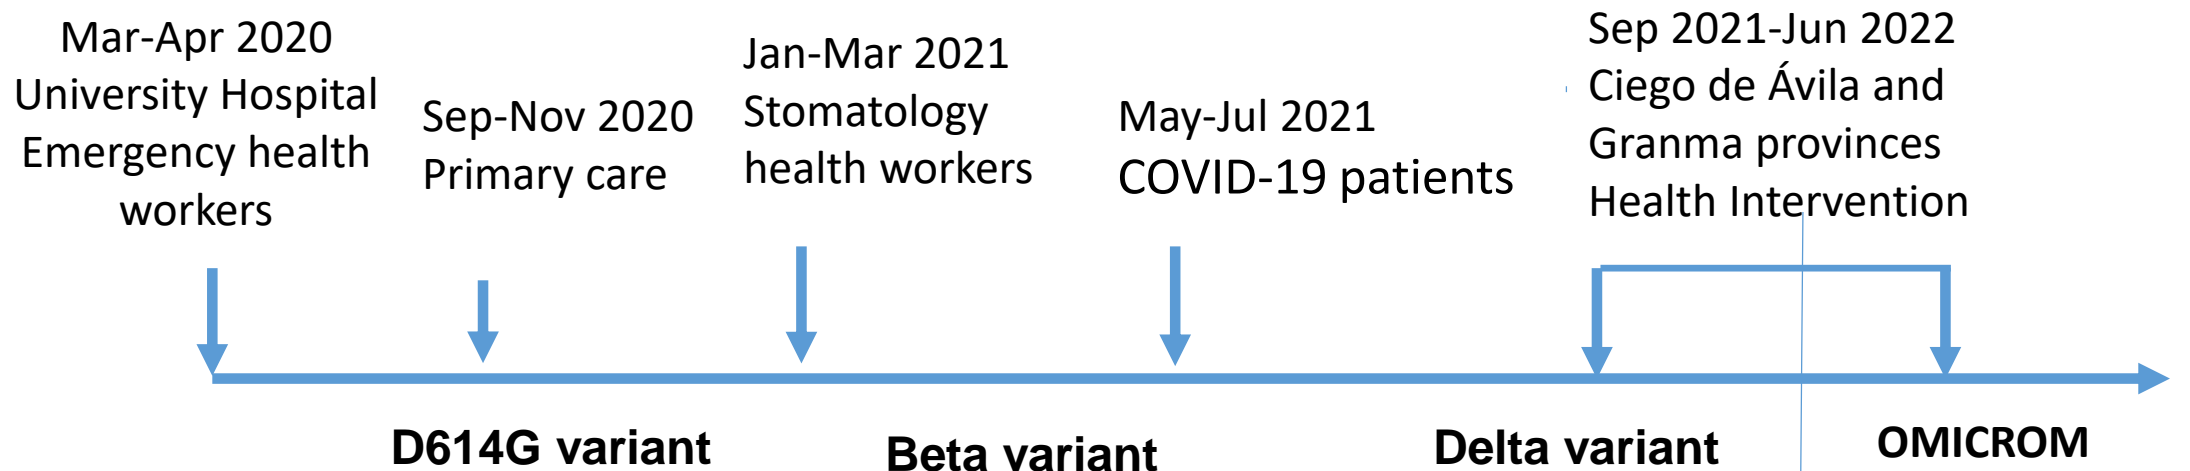 Mar-Apr 2020
University Hospital
Emergency health
workers
Sep-Nov 2020
Primary care
Jan-Mar 2021
Stomatology
health workers
May-Jul 2021
COVID-19 patients
Sep 2021-Jun 2022
Ciego de Ávila and
Granma provinces
Health Intervention
D614G variant
Beta variant
Delta variant
OMICROM